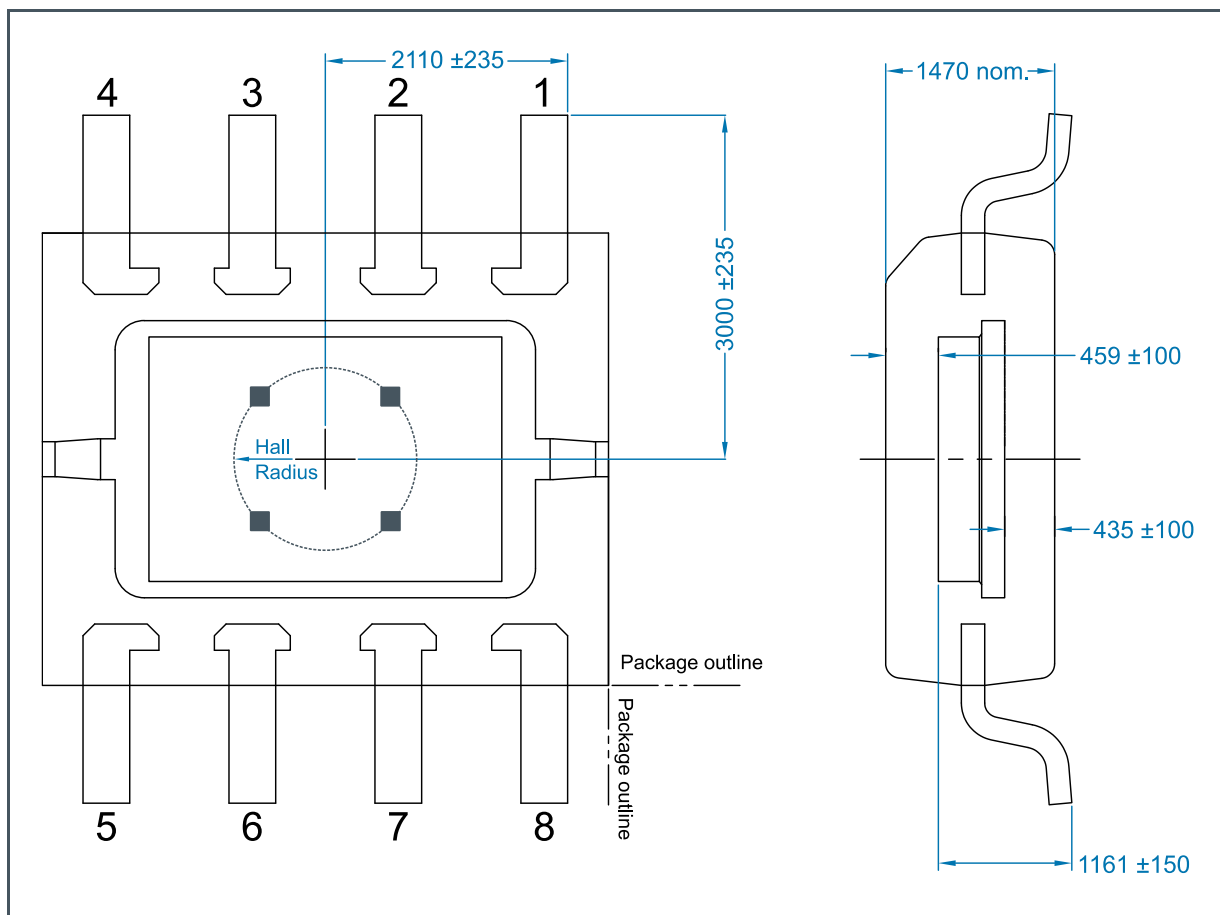 2110 ±235
1470 nom.
4
3
2
1
3000 ±235
459 ±100
Hall
Radius
435 ±100
Package outline
Package outline
5
6
7
8
1161 ±150